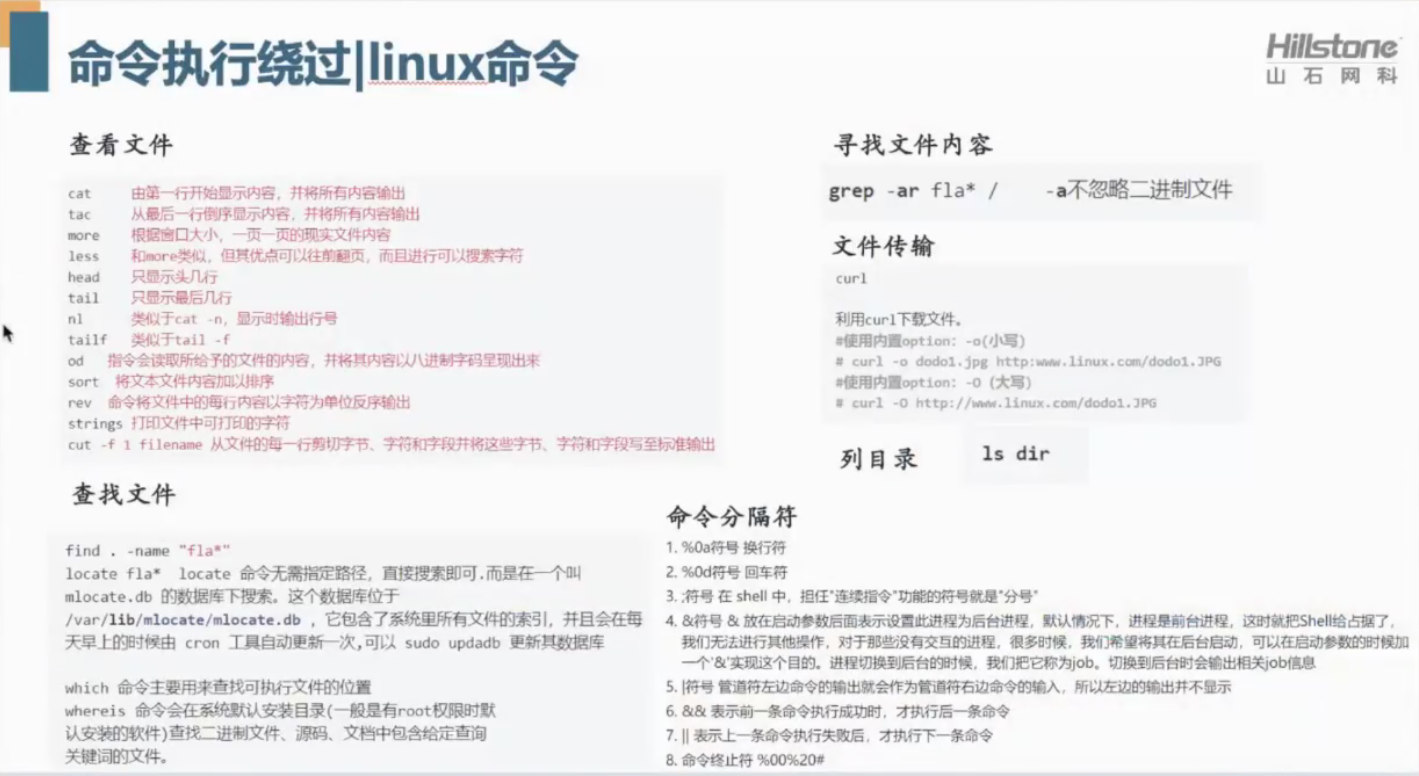 命令执行绕过|linux命令
Hillstone
山石网科
查看文件
cat 由第一行开始显示内容，并将所有内容输出
tac 从最后一行倒序显示内容，并将所有内容输出
more 根据窗口大小，一页一页的现实文件内容
less 和more类似，但其优点可以往前翻页，而且进行可以搜索字符
head 只显示头几行
tail 只显示最后几行
nl 类似于cat -n，显示时输出行号
tailf 类似于tail -f
od 指令会读取所给予的文件的内容，并将其内容以八进制字码呈现出来
sort 将文本文件内容加以排序
rev 命令将文件中的每行内容以字符为单位反序输出
strings 打印文件中可打印的字符
cut -f 1 filename 从文件的每一行剪切字节、字符和字段并将这些字节、字符和字段写至标准输出
查找文件
find . -name "fla*"
locate fla* locate 命令无需指定路径，直接搜索即可.而是在一个叫
mlocate.db 的数据库下搜索。这个数据库位于
/var/lib/mlocate/mlocate.db ，它包含了系统里所有文件的索引，并且会在每
天早上的时候由 cron 工具自动更新一次,可以 sudo updadb 更新其数据库
which 命令主要用来查找可执行文件的位置
whereis 命令会在系统默认安装目录(一般是有root权限时默
认安装的软件)查找二进制文件、源码、文档中包含给定查询
关键词的文件。
寻找文件内容
grep -ar fla* / -a不忽略二进制文件
文件传输
curl
利用curl下载文件。
#使用内置option：-o(小写)
# curl -o dodo1.jpg http:www.linux.com/dodo1.JPG
#使用内置option：-O（大写)
# curl -O http://www.linux.com/dodo1.JPG
列目录
ls dir
命令分隔符
1. %0a符号 换行符
2. %0d符号 回车符
3. ;符号 在 shell 中，担任"连续指令"功能的符号就是"分号"
4. &符号 & 放在启动参数后面表示设置此进程为后台进程，默认情况下，进程是前台进程，这时就把Shell给占据了，
我们无法进行其他操作，对于那些没有交互的进程，很多时候，我们希望将其在后台启动，可以在启动参数的时候加
一个'&'实现这个目的。进程切换到后台的时候，我们把它称为job。切换到后台时会输出相关job信息
5. |符号 管道符左边命令的输出就会作为管道符右边命令的输入，所以左边的输出并不显示
6. && 表示前一条命令执行成功时，才执行后一条命令
7. || 表示上一条命令执行失败后，才执行下一条命令
8. 命令终止符 %00%20#